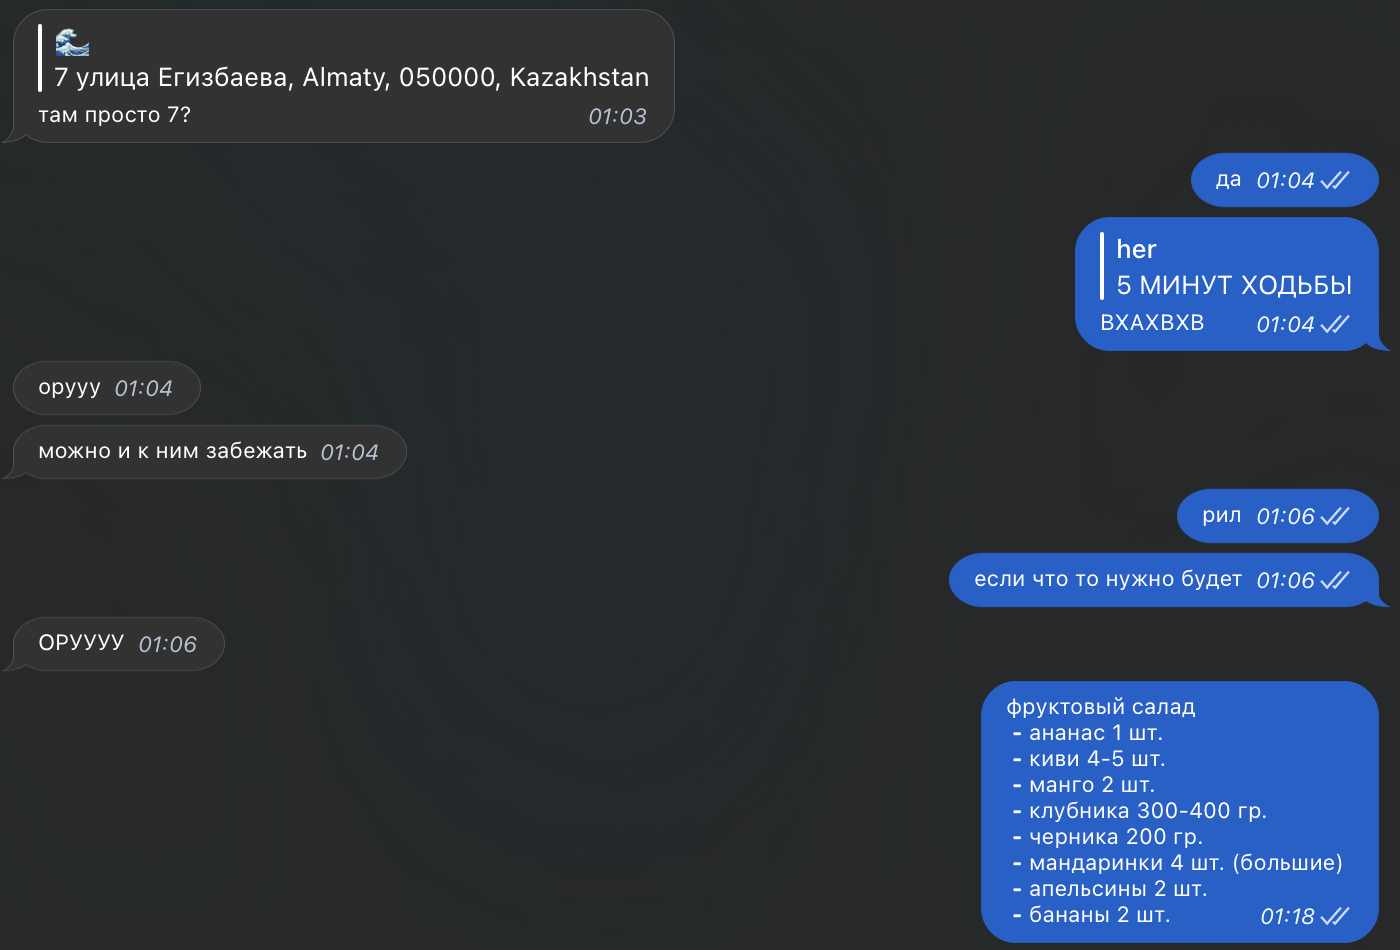 🌊
7 улица Егизбаева, Almaty, 050000, Kazakhstan
там просто 7? 01:03
да 01:04
her
5 МИНУТ ХОДЬБЫ
ВХАХВХВ 01:04
орууу 01:04
можно и к ним забежать 01:04
рил 01:06
если что то нужно будет 01:06
ОРУУУУ 01:06
фруктовый салад
- ананас 1 шт.
- киви 4-5 шт.
- манго 2 шт.
- клубника 300-400 гр.
- черника 200 гр.
- мандаринки 4 шт. (большие)
- апельсины 2 шт.
- бананы 2 шт. 01:18